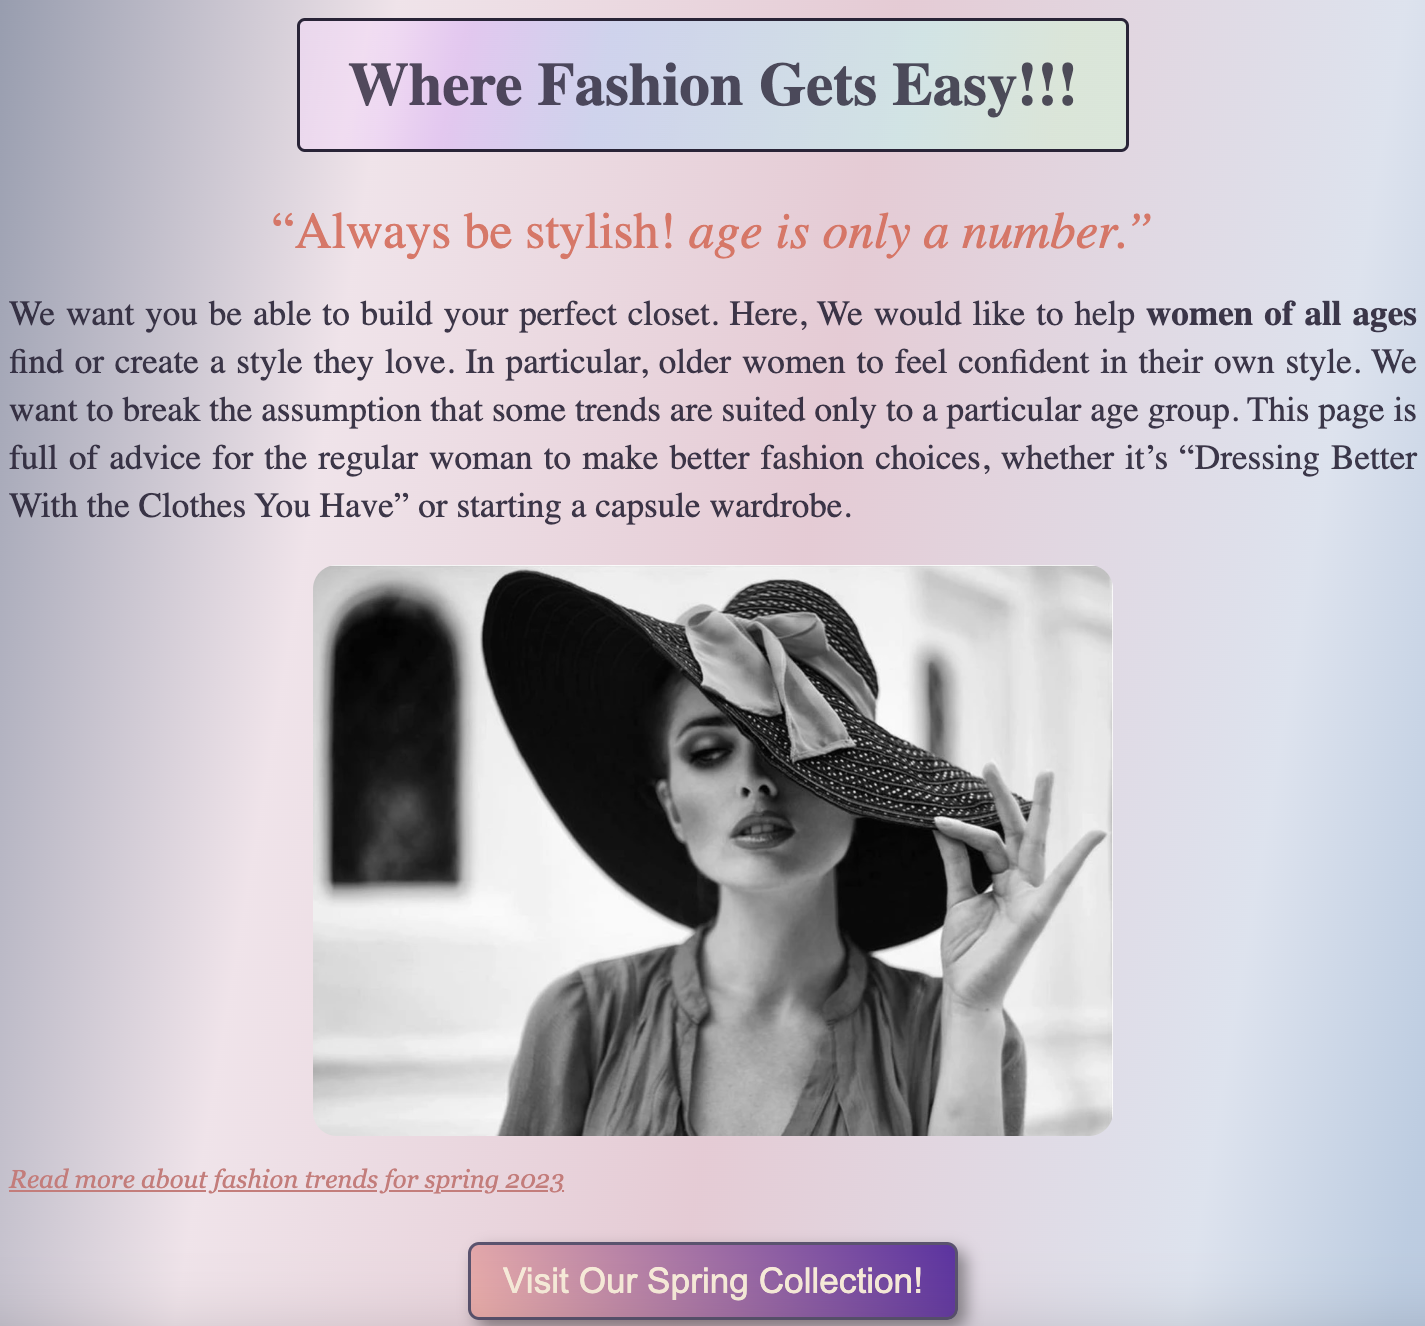 Where Fashion Gets Easy!!!
“Always be stylish! age is only a number.”
We want you be able to build your perfect closet. Here, We would like to help women of all ages
find or create a style they love. In particular, older women to feel confident in their own style. We
want to break the assumption that some trends are suited only to a particular age group. This page is
full of advice for the regular woman to make better fashion choices, whether it’s “Dressing Better
With the Clothes You Have” or starting a capsule wardrobe.
Read more about fashion trends for spring 2023
Visit Our Spring Collection!